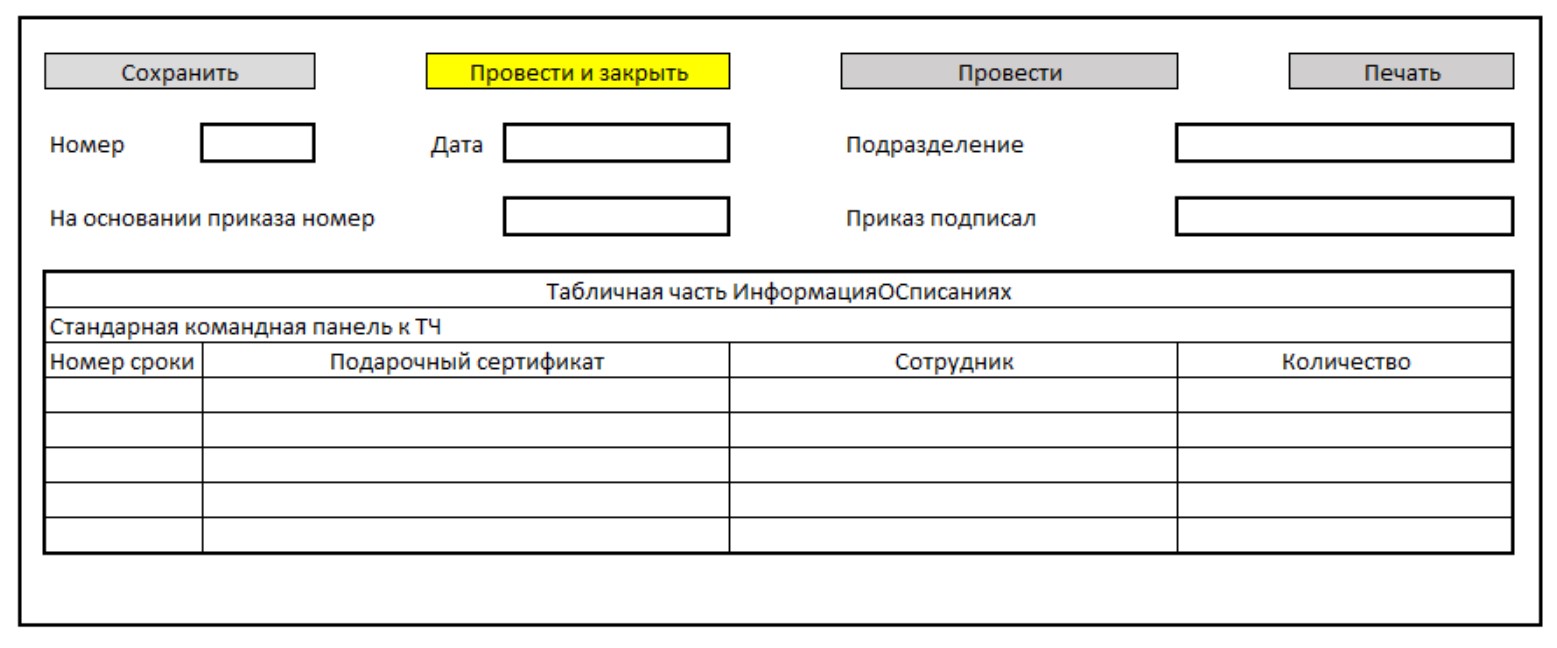 Сохранить Провести и закрыть Провести Печать
Номер Дата Подразделение
На основании приказа номер Приказ подписал
Табличная часть ИнформацияОСписаниях
Стандарная командная панель к ТЧ
Номер сроки Подарочный сертификат Сотрудник Количество